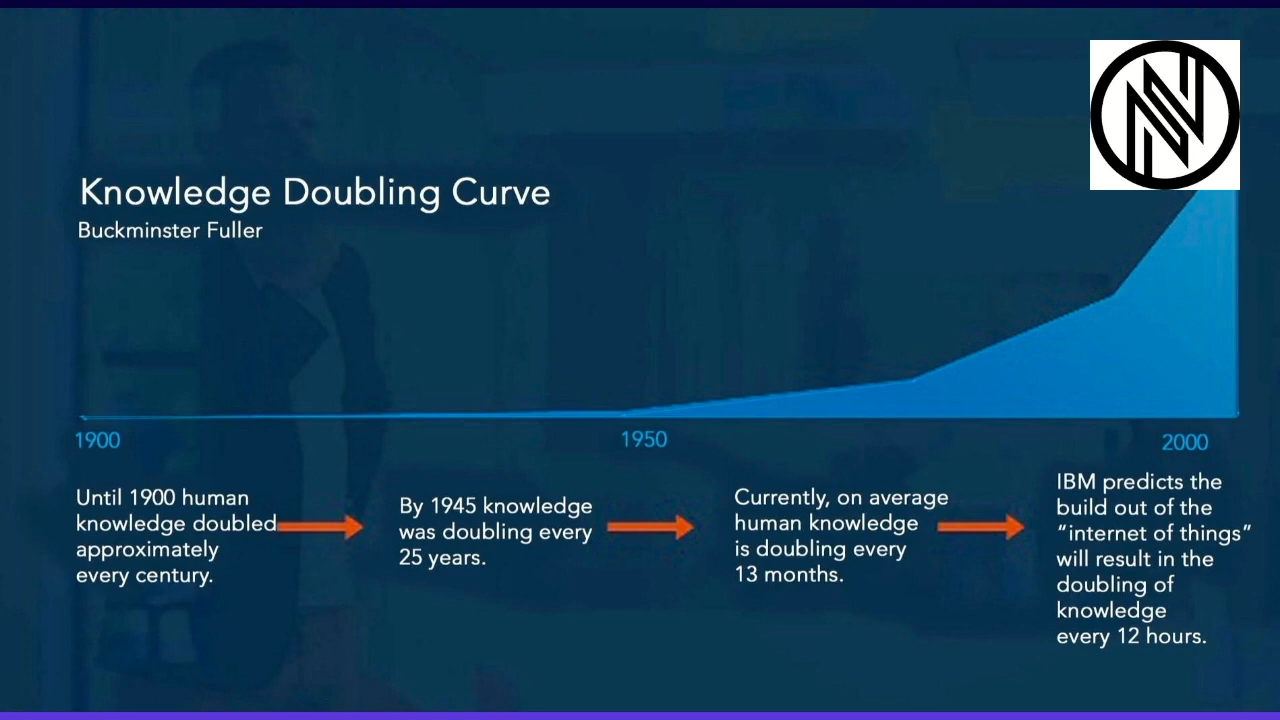 Knowledge Doubling Curve
Buckminster Fuller
1900
1950
2000
Until 1900 human
knowledge doubled
approximately
every century.
By 1945 knowledge
was doubling every
25 years.
Currently, on average
human knowledge
is doubling every
13 months.
IBM predicts the
build out of the
“internet of things”
will result in the
doubling of
knowledge
every 12 hours.